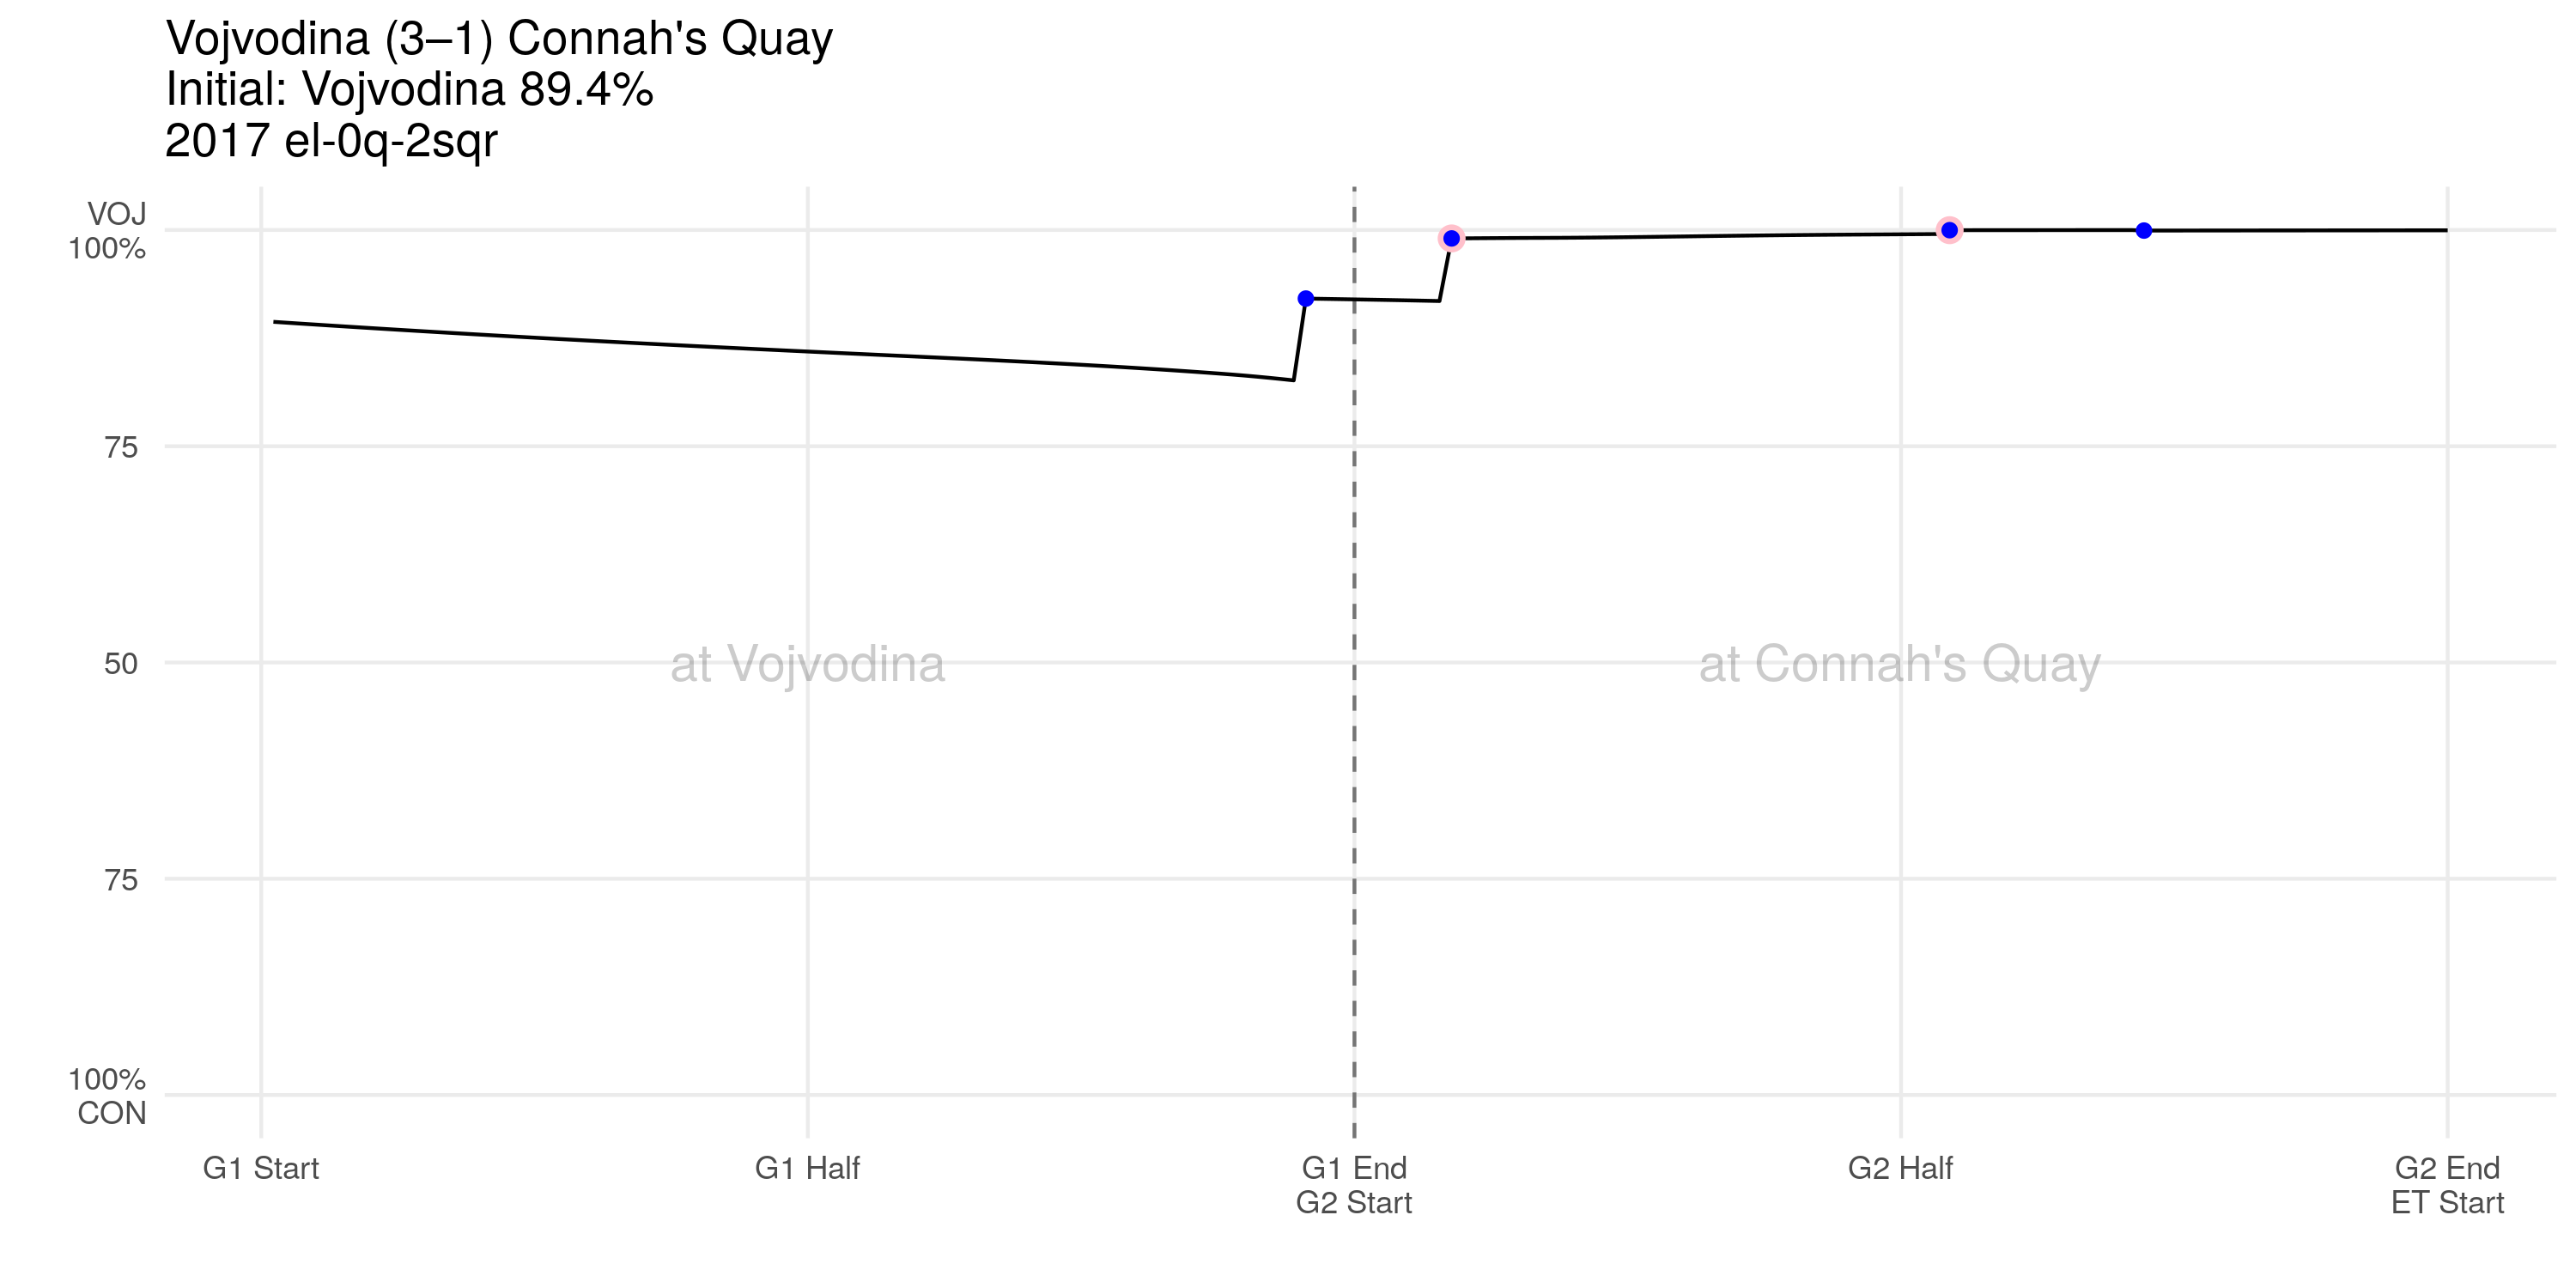 Vojvodina (3–1) Connah's Quay
Initial: Vojvodina 89.4%
2017 el-0q-2sqr
VOJ
100%
75
50
75
100%
CON
at Vojvodina
at Connah's Quay
G1 Start
G1 Half
G1 End
G2 Start
G2 Half
G2 End
ET Start